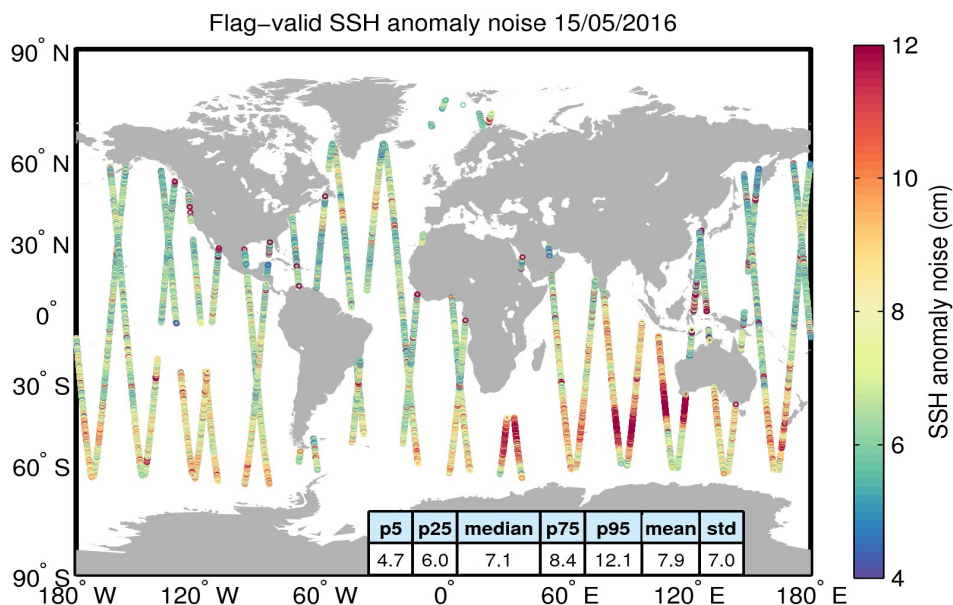 Flag−valid SSH anomaly noise 15/05/2016
90° N
60° N
30° N
0°
30° S
60° S
90° S
180° W 120° W 60° W 0° 60° E 120° E 180° E
p5 p25 median p75 p95 mean std
4.7 6.0 7.1 8.4 12.1 7.9 7.0
12
10
8
6
4
SSH anomaly noise (cm)